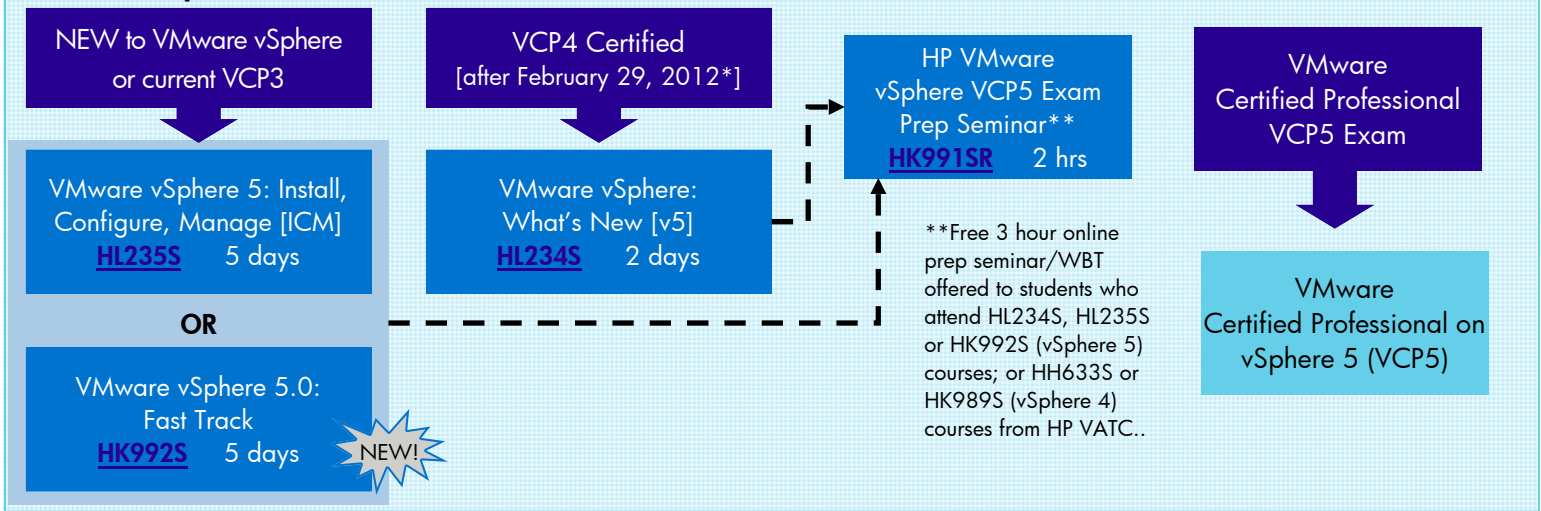 NEW to VMware vSphere
or current VCP3
VMware vSphere 5: Install,
Configure, Manage [ICM]
HL235S 5 days
OR
VMware vSphere 5.0:
Fast Track
HK992S 5 days
NEW!
VCP4 Certified
[after February 29, 2012*]
VMware vSphere:
What's New [v5]
HL234S 2 days
HP VMware
vSphere VCP5 Exam
Prep Seminar**
HK991SR 2 hrs
**Free 3 hour online
prep seminar/WBT
offered to students who
attend HL234S, HL235S
or HK992S (vSphere 5)
courses; or HH633S or
HK989S (vSphere 4)
courses from HP VATC..
VMware
Certified Professional
VCP5 Exam
VMware
Certified Professional on
vSphere 5 (VCP5)